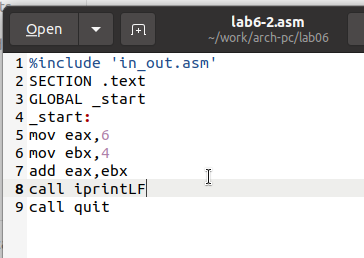 Open
lab6-2.asm
~/work/arch-pc/lab06
1 %include 'in_out.asm'
2 SECTION .text
3 GLOBAL _start
4 _start:
5 mov eax,6
6 mov ebx,4
7 add eax,ebx
8 call iprintLF
9 call quit